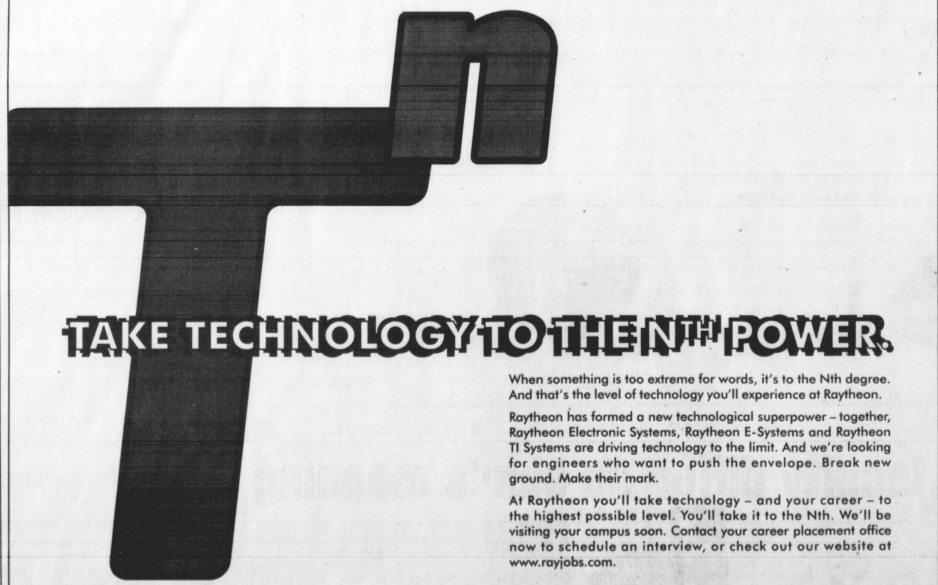 Tn
TAKE TECHNOLOGY TO THE NTH POWER.
When something is too extreme for words, it's to the Nth degree.
And that's the level of technology you'll experience at Raytheon.
Raytheon has formed a new technological superpower – together,
Raytheon Electronic Systems, Raytheon E-Systems and Raytheon
TI Systems are driving technology to the limit. And we're looking
for engineers who want to push the envelope. Break new
ground. Make their mark.
At Raytheon you'll take technology – and your career – to
the highest possible level. You'll take it to the Nth. We'll be
visiting your campus soon. Contact your career placement office
now to schedule an interview, or check out our website at
www.rayjobs.com.